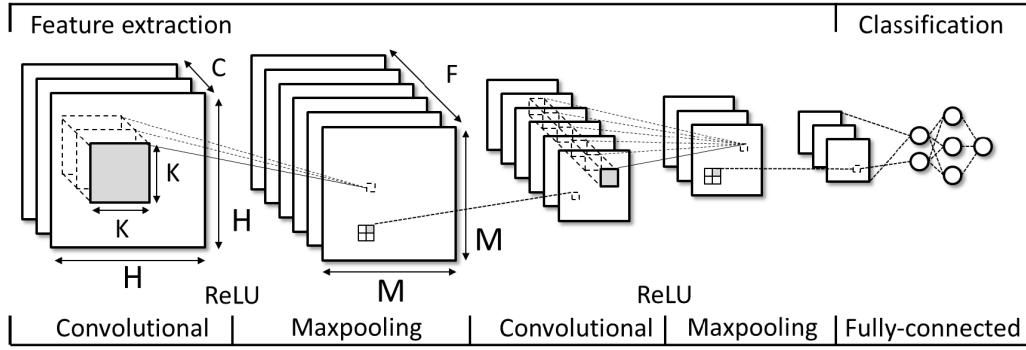 Feature extraction
Classification
C
F
K
K
H
H
M
M
ReLU
ReLU
Convolutional
Maxpooling
Convolutional
Maxpooling
Fully-connected